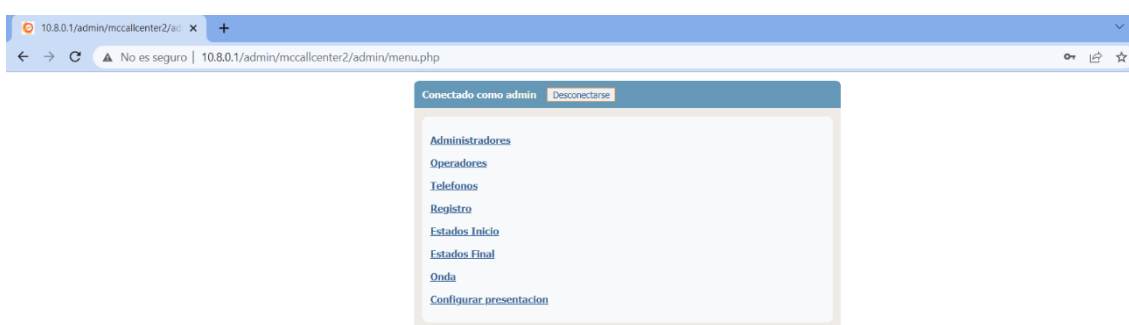 10.8.0.1/admin/mccallcenter2/ad
No es seguro | 10.8.0.1/admin/mccallcenter2/admin/menu.php
Conectado como admin Desconectarse
Administradores
Operadores
Telefonos
Registro
Estados Inicio
Estados Final
Onda
Configurar presentacion